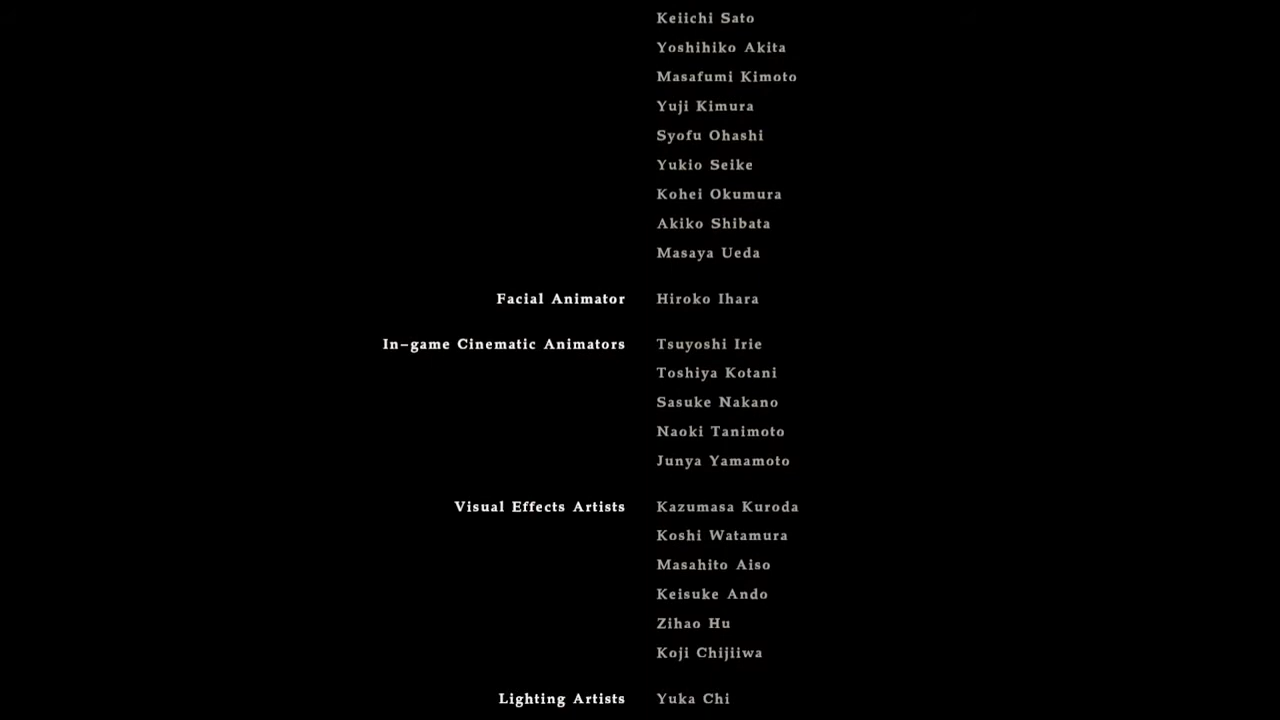 Keiichi Sato
Yoshihiko Akita
Masafumi Kimoto
Yuji Kimura
Syofu Ohashi
Yukio Seike
Kohei Okumura
Akiko Shibata
Masaya Ueda
Facial Animator Hiroko Ihara
In-game Cinematic Animators Tsuyoshi Irie
Toshiya Kotani
Sasuke Nakano
Naoki Tanimoto
Junya Yamamoto
Visual Effects Artists Kazumasa Kuroda
Koshi Watamura
Masahito Aiso
Keisuke Ando
Zihao Hu
Koji Chijiiwa
Lighting Artists Yuka Chi